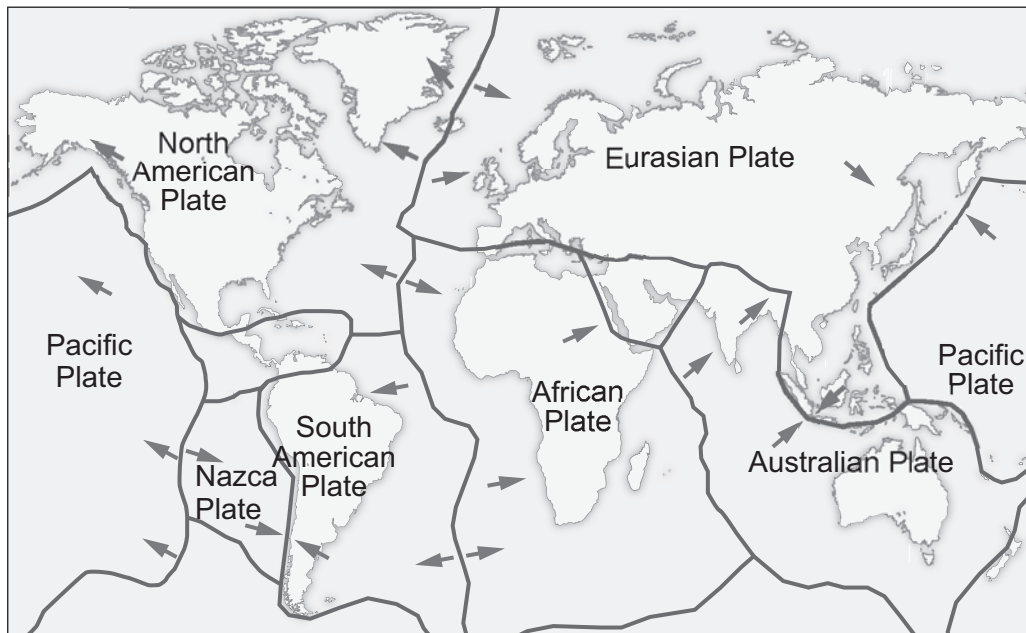 North
American
Plate
Eurasian Plate
Pacific
Plate
South
American
Plate
Nazca
Plate
African
Plate
Pacific
Plate
Australian Plate